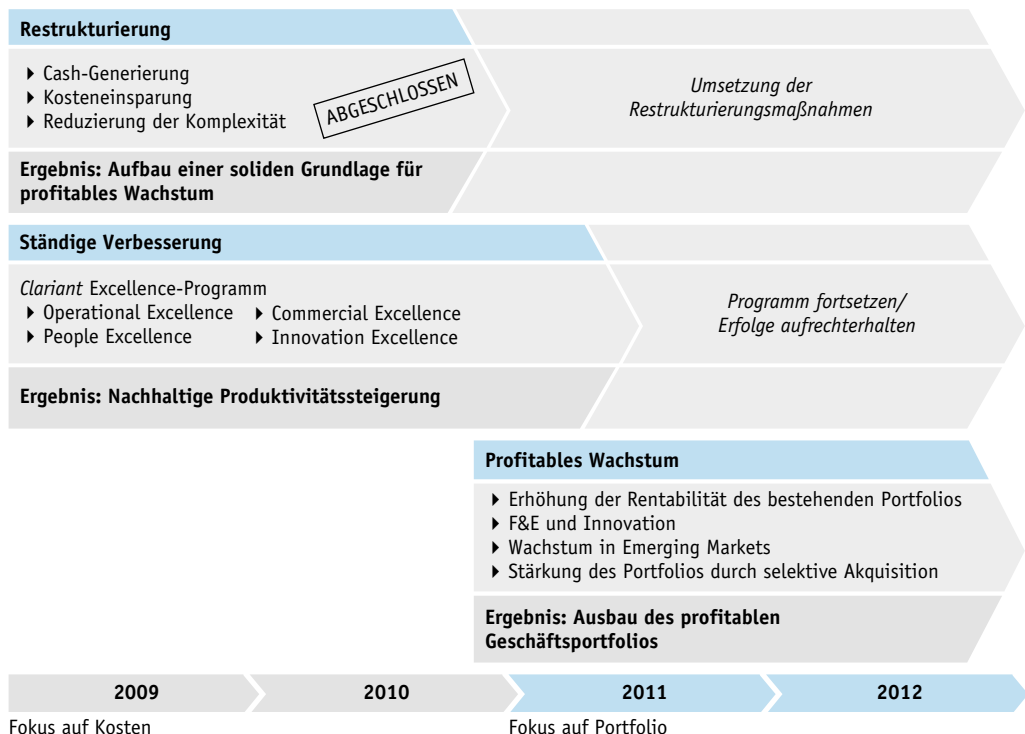 Restrukturierung
Cash-Generierung
Kosteneinsparung
Reduzierung der Komplexität
ABGESCHLOSSEN
Umsetzung der
Restrukturierungsmaßnahmen
Ergebnis: Aufbau einer soliden Grundlage für
profitables Wachstum
Ständige Verbesserung
Clariant Excellence-Programm
Operational Excellence
Commercial Excellence
People Excellence
Innovation Excellence
Programm fortsetzen/
Erfolge aufrechterhalten
Ergebnis: Nachhaltige Produktivitätssteigerung
Profitables Wachstum
Erhöhung der Rentabilität des bestehenden Portfolios
F&E und Innovation
Wachstum in Emerging Markets
Stärkung des Portfolios durch selektive Akquisition
Ergebnis: Ausbau des profitablen
Geschäftsportfolios
2009 2010 2011 2012
Fokus auf Kosten Fokus auf Portfolio